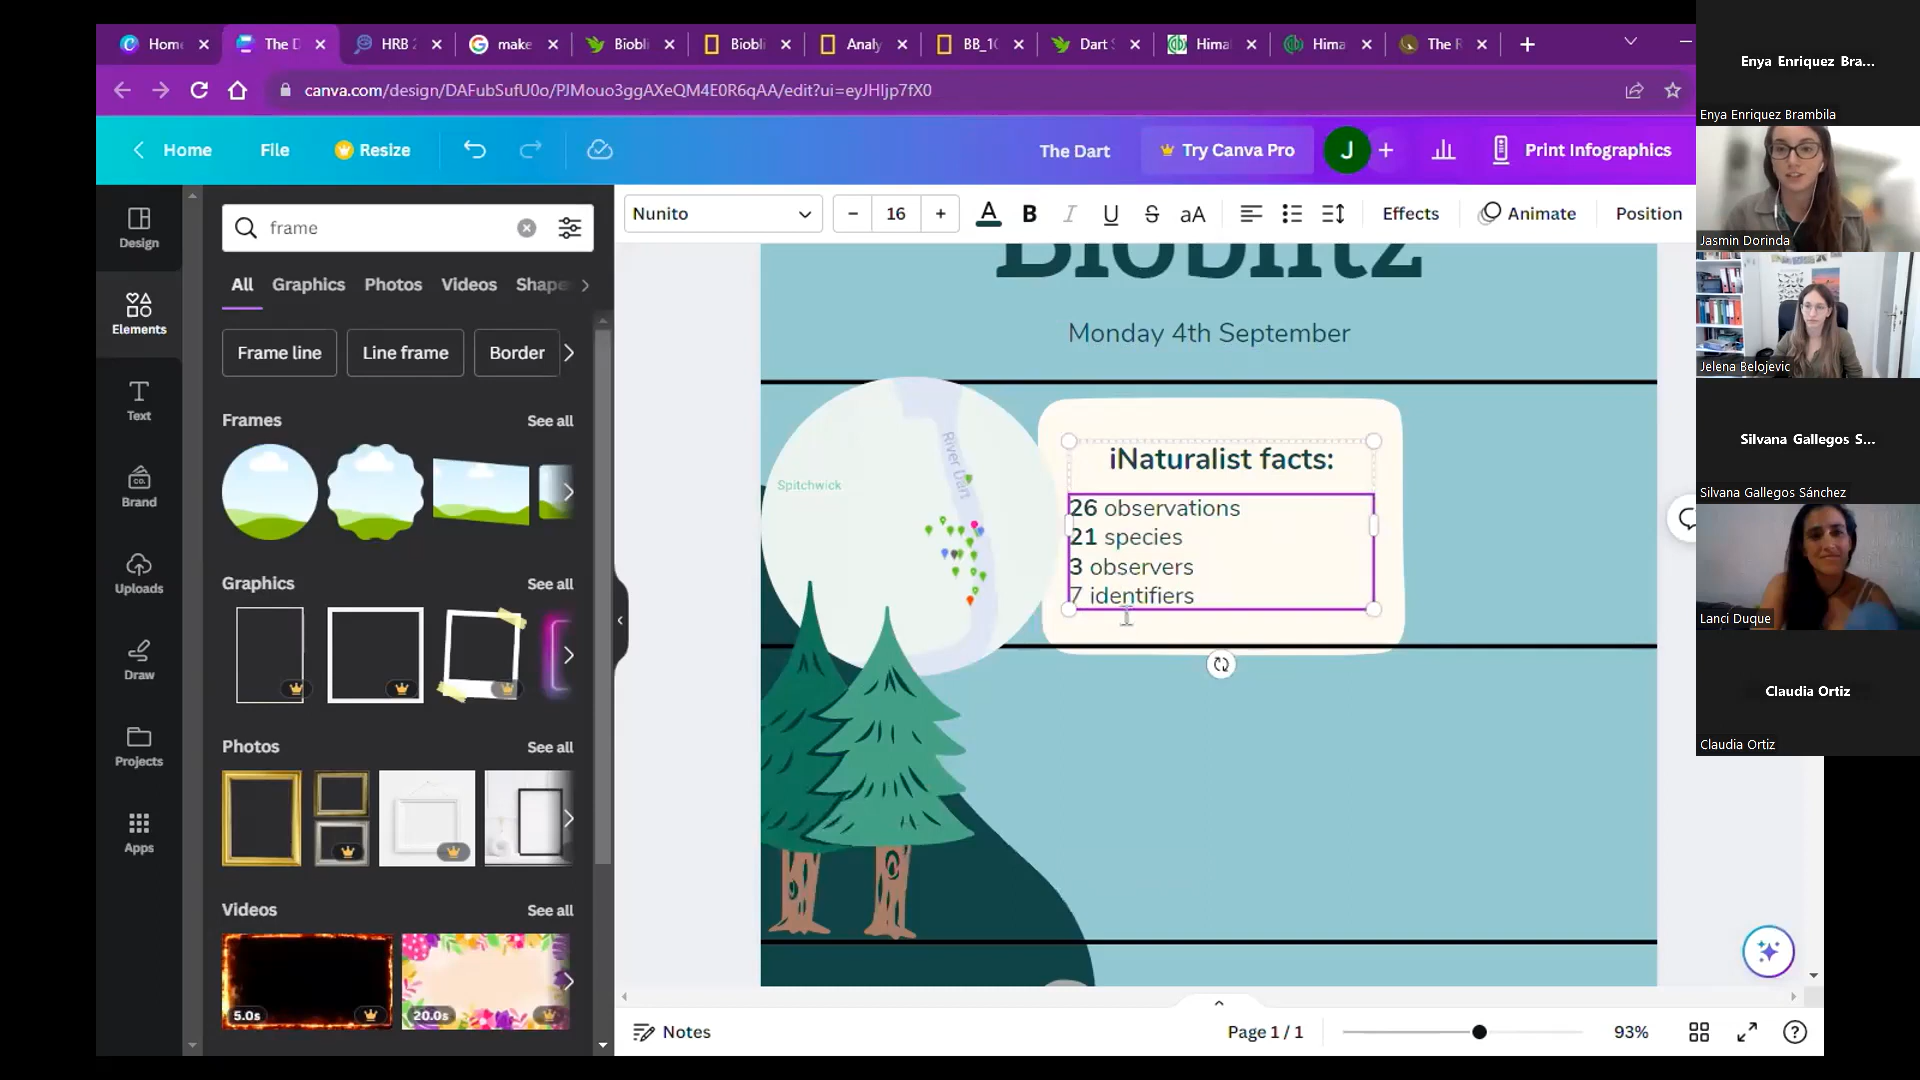 Home
The D
HRB
make
Biobli
Biobli
Analy
BB_1
Dart
Hima
Hima
The R
canva.com/design/DAFubSufU0o/PJMouo3ggAXeQM4E0R6qAA/edit?ui=eyJHIjp7fX0
Home
File
Resize
The Dart
Try Canva Pro
J
Print Infographics
Design
Elements
Text
Brand
Uploads
Draw
Projects
Apps
frame
All
Graphics
Photos
Videos
Shape
Frame line
Line frame
Border
Frames
See all
Graphics
See all
Photos
See all
Videos
See all
5.0s
20.0s
Nunito
16
A
B
I
U
S
aA
Effects
Animate
Position
Bioblitz
Monday 4th September
River Dart
Spitchwick
iNaturalist facts:
26 observations
21 species
3 observers
7 identifiers
Notes
Page 1 / 1
93%
Enya Enriquez Bra...
Enya Enriquez Brambila
Jasmin Dorinda
Jelena Belojevic
Silvana Gallegos S...
Silvana Gallegos Sánchez
Lanci Duque
Claudia Ortiz
Claudia Ortiz